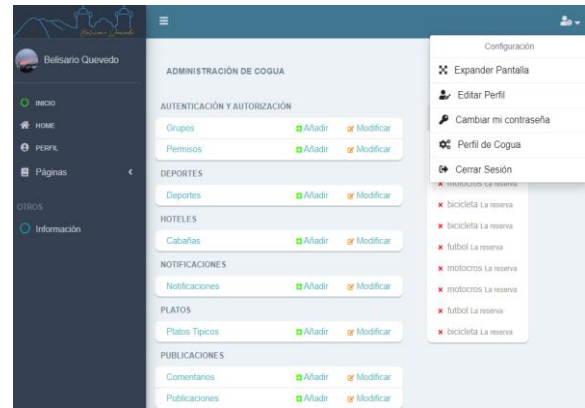 Belisario Quevedo
Belisario Quevedo
INICIO
HOME
PERFIL
Páginas
OTROS
Información
ADMINISTRACIÓN DE COGUA
AUTENTICACIÓN Y AUTORIZACIÓN
Grupos Añadir Modificar
Permisos Añadir Modificar
DEPORTES
Deportes Añadir Modificar
HOTELES
Cabañas Añadir Modificar
NOTIFICACIONES
Notificaciones Añadir Modificar
PLATOS
Platos Tipicos Añadir Modificar
PUBLICACIONES
Comentarios Añadir Modificar
Publicaciones Añadir Modificar
Configuración
Expander Pantalla
Editar Perfil
Cambiar mi contraseña
Perfil de Cogua
Cerrar Sesión
motocros La reserva
bicicleta La reserva
bicicleta La reserva
futbol La reserva
motocros La reserva
motocros La reserva
futbol La reserva
bicicleta La reserva